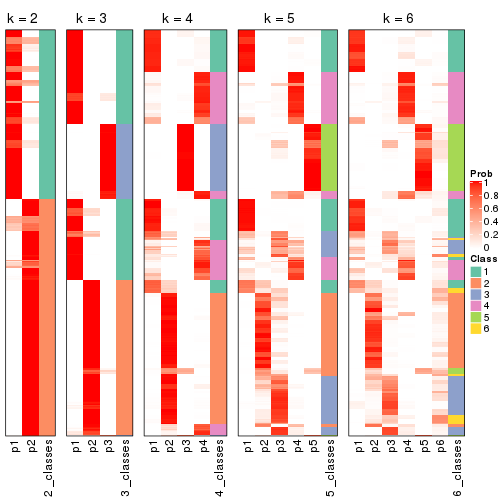 k = 2
k = 3
k = 4
k = 5
k = 6
p1
p2
2_classes
p1
p2
p3
3_classes
p1
p2
p3
p4
4_classes
p1
p2
p3
p4
p5
5_classes
p1
p2
p3
p4
p5
p6
6_classes
Prob
1
0.8
0.6
0.4
0.2
0
Class
1
2
3
4
5
6